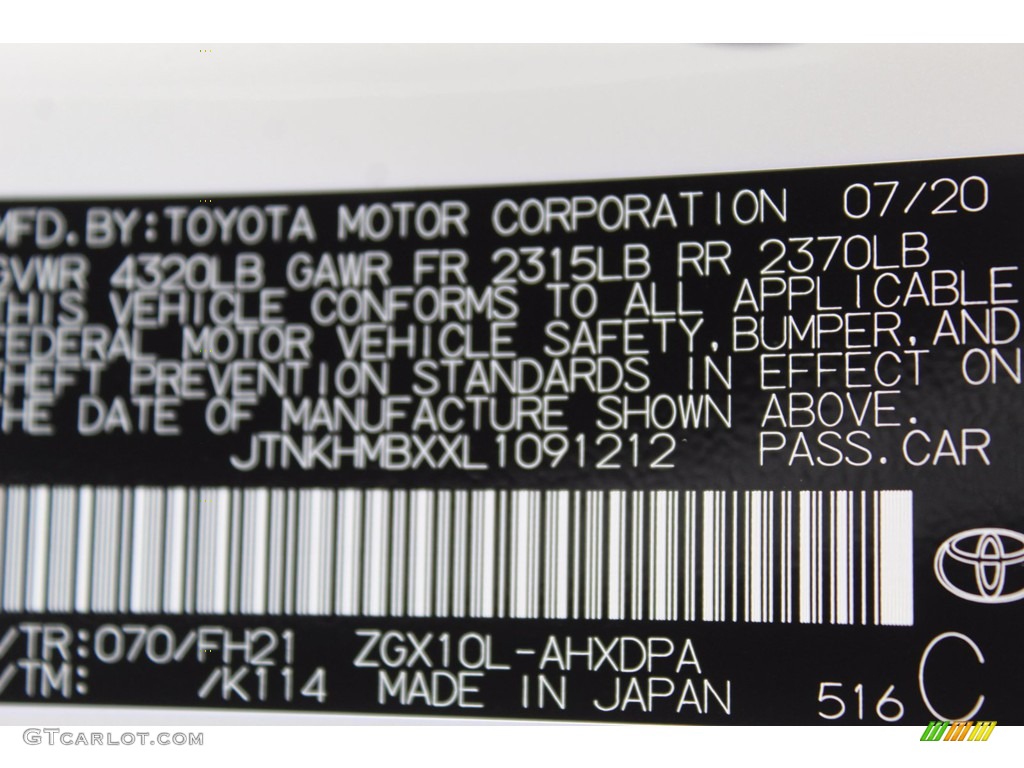 MFD.BY:TOYOTA MOTOR CORPORATION 07/20
GVWR 4320LB GAWR FR 2315LB RR 2370LB
THIS VEHICLE CONFORMS TO ALL APPLICABLE
FEDERAL MOTOR VEHICLE SAFETY,BUMPER,AND
THEFT PREVENTION STANDARDS IN EFFECT ON
THE DATE OF MANUFACTURE SHOWN ABOVE.
JTNKHMBXXL1091212 PASS.CAR
/TR:070/FH21 ZGX10L-AHXDPA
/TM: /K114 MADE IN JAPAN 516 C
GTCARLOT.COM